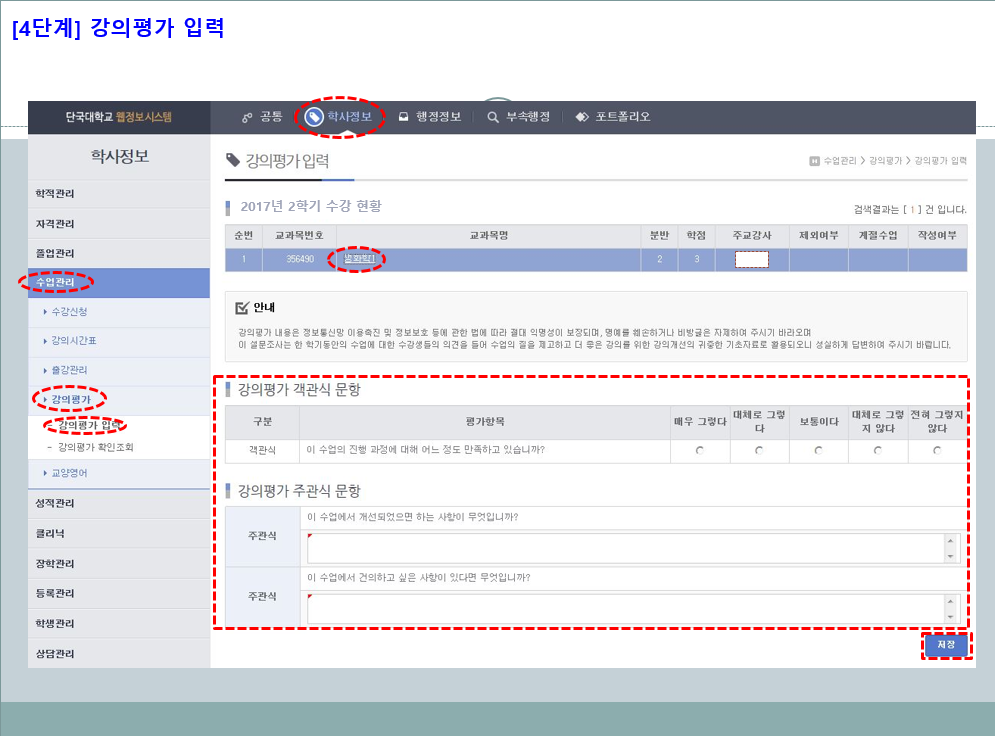 [4단계] 강의평가 입력
단국대학교 웹정보시스템
공통
학사정보
행정정보
부속행정
포트폴리오
학사정보
학적관리
자격관리
졸업관리
수업관리
수강신청
강의시간표
출강관리
강의평가
- 강의평가 입력
- 강의평가 확인조회
교양영어
성적관리
클리닉
장학관리
등록관리
학생관리
상담관리
강의평가 입력
H 수업관리 > 강의평가 > 강의평가 입력
2017년 2학기 수강 현황
검색결과는 [ 1 ] 건 입니다.
순번 교과목번호 교과목명 분반 학점 주교강사 제외여부 계절수업 작성여부
1 356490 2 3
안내
강의평가 내용은 정보통신망 이용촉진 및 정보보호 등에 관한 법에 따라 절대 익명성이 보장되며, 명예를 훼손하거나 비방글은 자제하여 주시기 바라오며
이 설문조사는 한 학기동안의 수업에 대한 수강생들의 의견을 들어 수업의 질을 제고하고 더 좋은 강의를 위한 강의개선의 귀중한 기초자료로 활용되오니 성실하게 답변하여 주시기 바랍니다.
강의평가 객관식 문항
구분 평가항목 매우 그렇다 대체로 그렇다 보통이다 대체로 그렇지 않다 전혀 그렇지 않다
객관식 이 수업의 진행 과정에 대해 어느 정도 만족하고 있습니까?
강의평가 주관식 문항
주관식
이 수업에서 개선되었으면 하는 사항이 무엇입니까?
주관식
이 수업에서 건의하고 싶은 사항이 있다면 무엇입니까?
저장